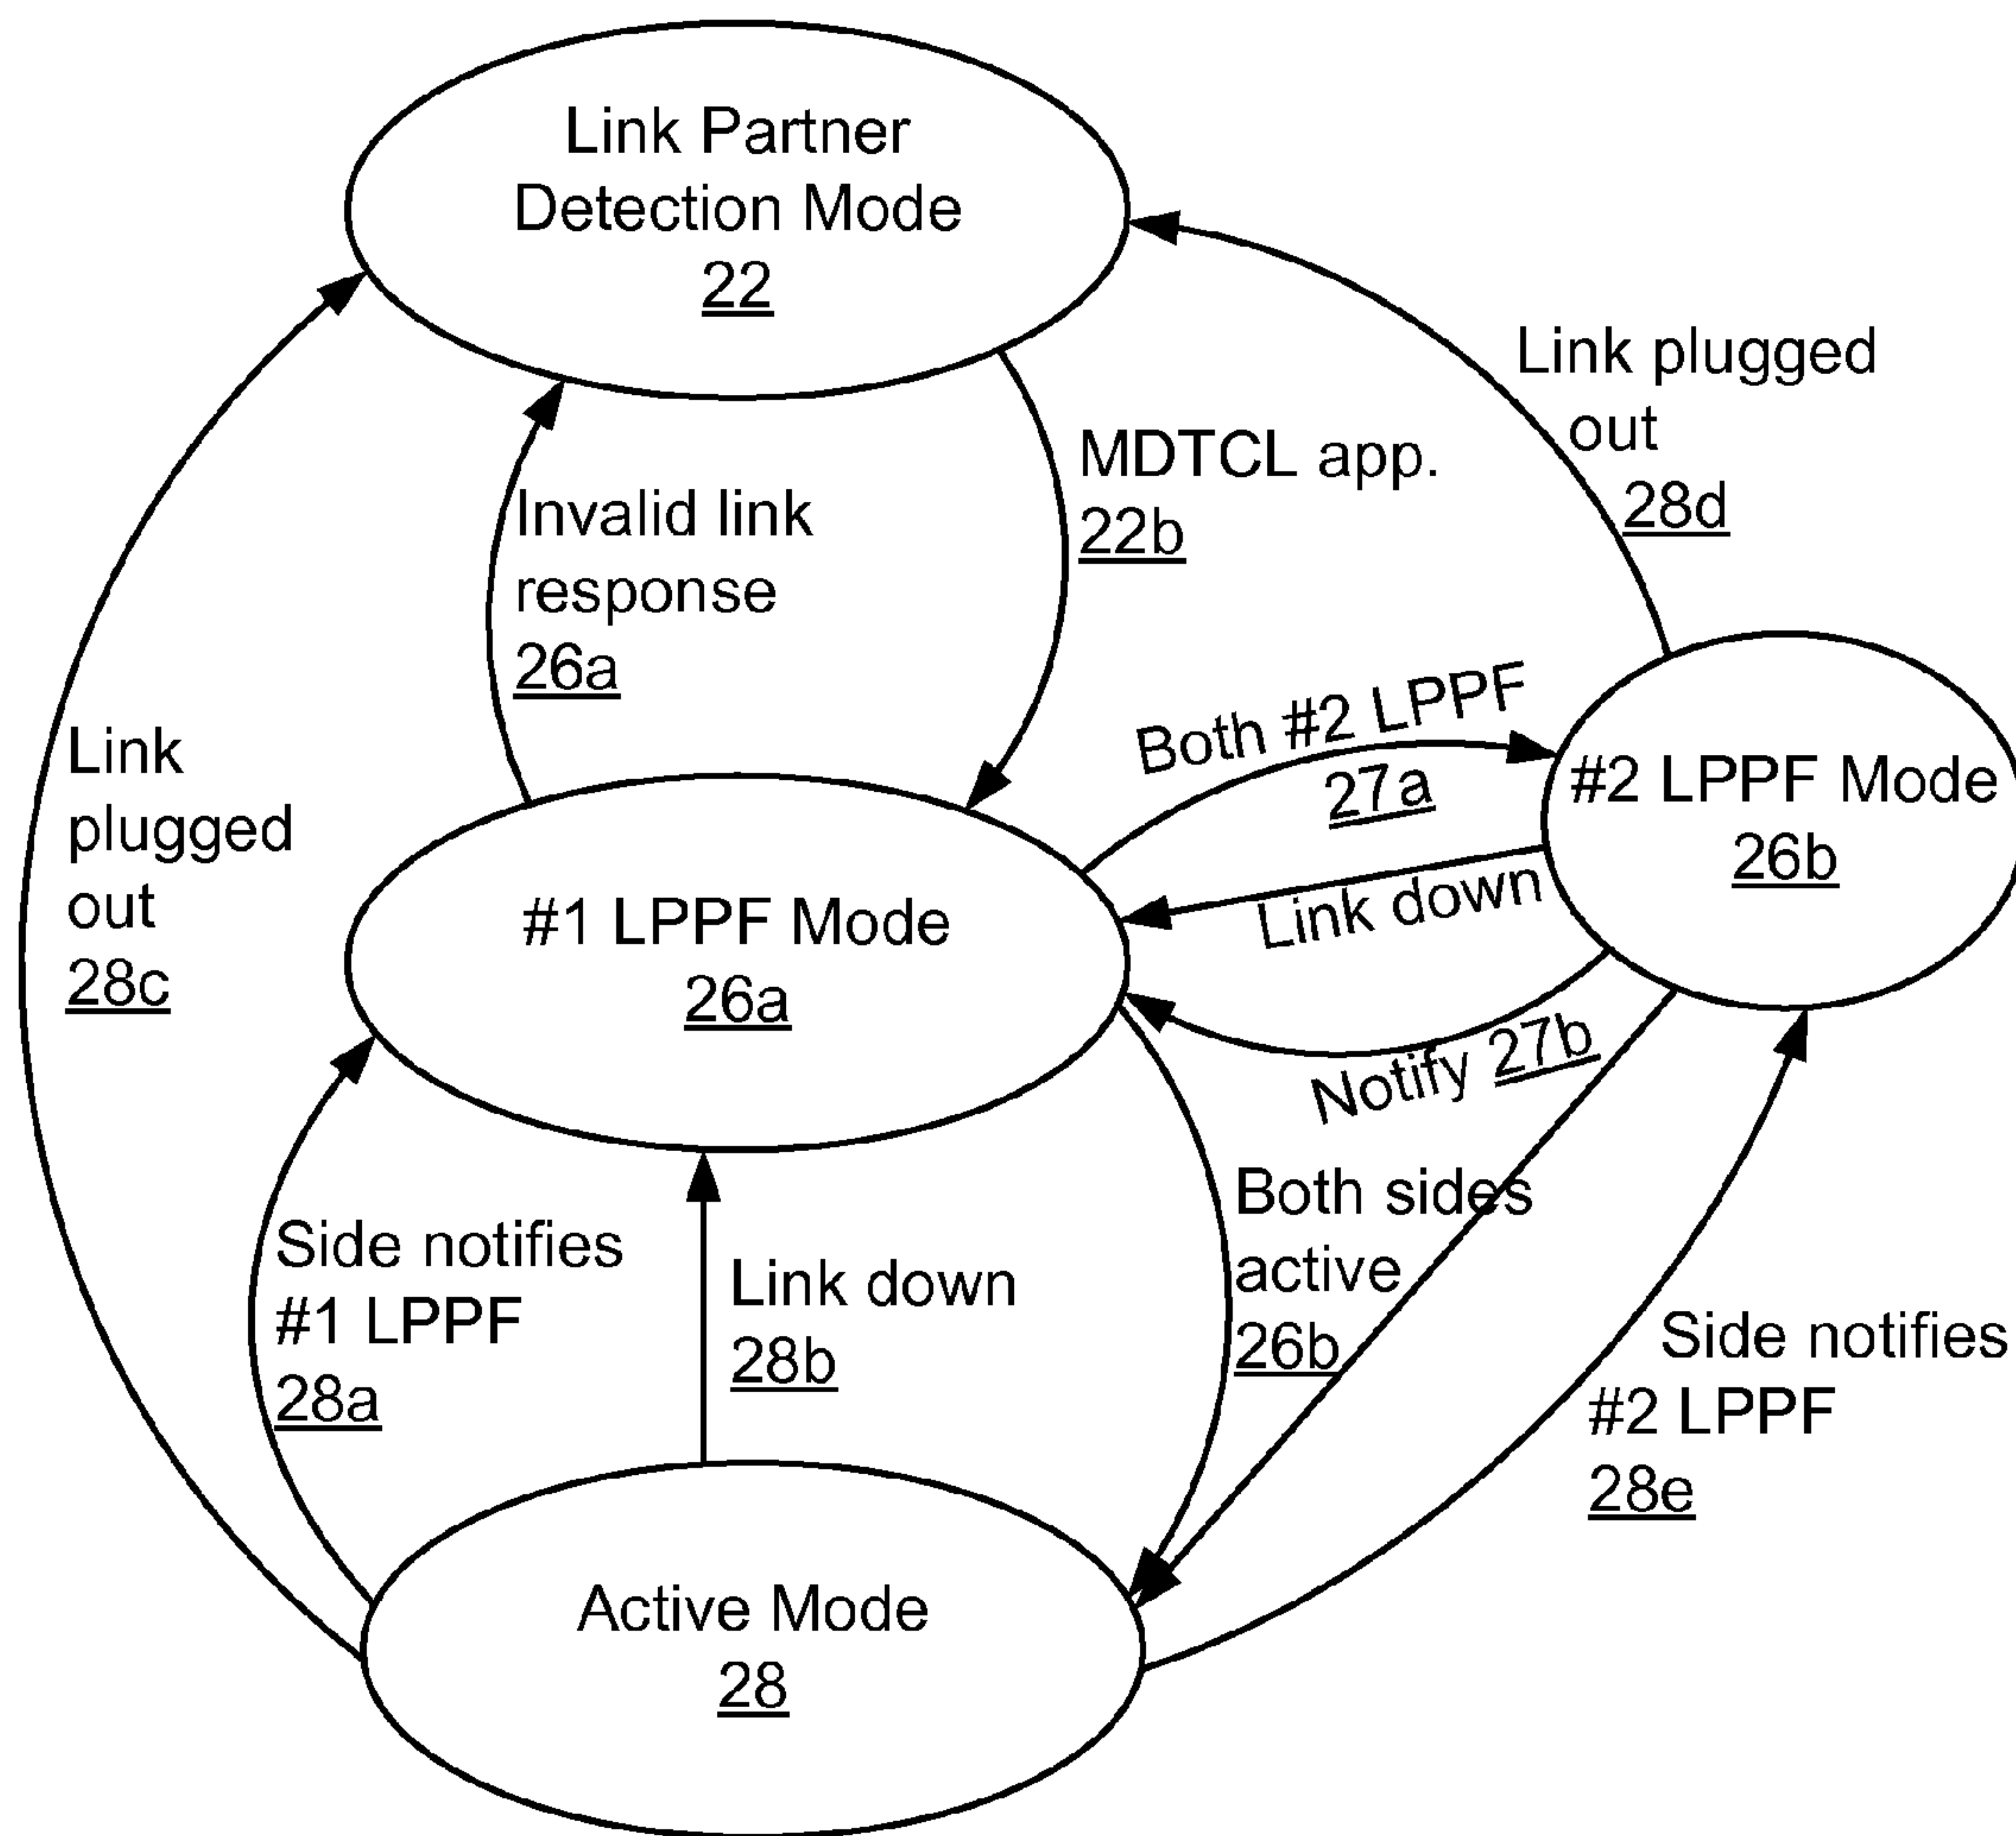 Link Partner
Detection Mode
22
Link plugged
out
28d
MDTCL app.
22b
Invalid link
response
26a
Both #2 LPPF
27a
#2 LPPF Mode
26b
Link
plugged
out
28c
Link down
#1 LPPF Mode
26a
Notify 27b
Both sides
active
26b
Side notifies
#1 LPPF
28a
Link down
28b
Side notifies
#2 LPPF
28e
Active Mode
28